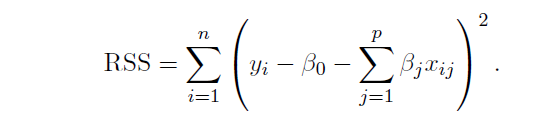 RSS = \sum_{i=1}^{n} \left( y_i - \beta_0 - \sum_{j=1}^{p} \beta_j x_{ij} \right)^2 .